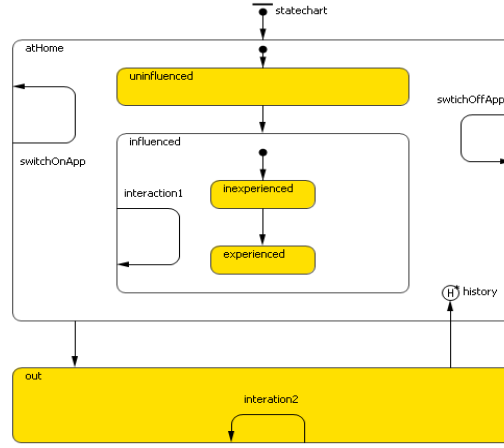 statechart
atHome
uninfluenced
swtichOffApp
influenced
switchOnApp
inexperienced
interaction1
experienced
H* history
out
interation2